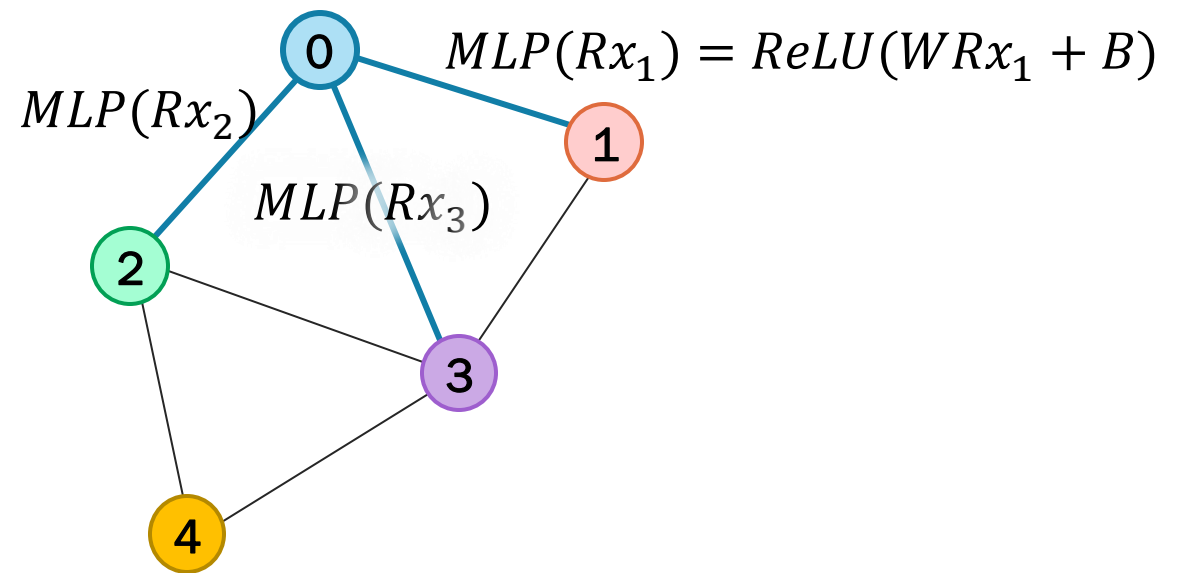 0
MLP(Rx₁) = ReLU(WRx₁ + B)
MLP(Rx₂)
1
MLP(Rx₃)
2
3
4